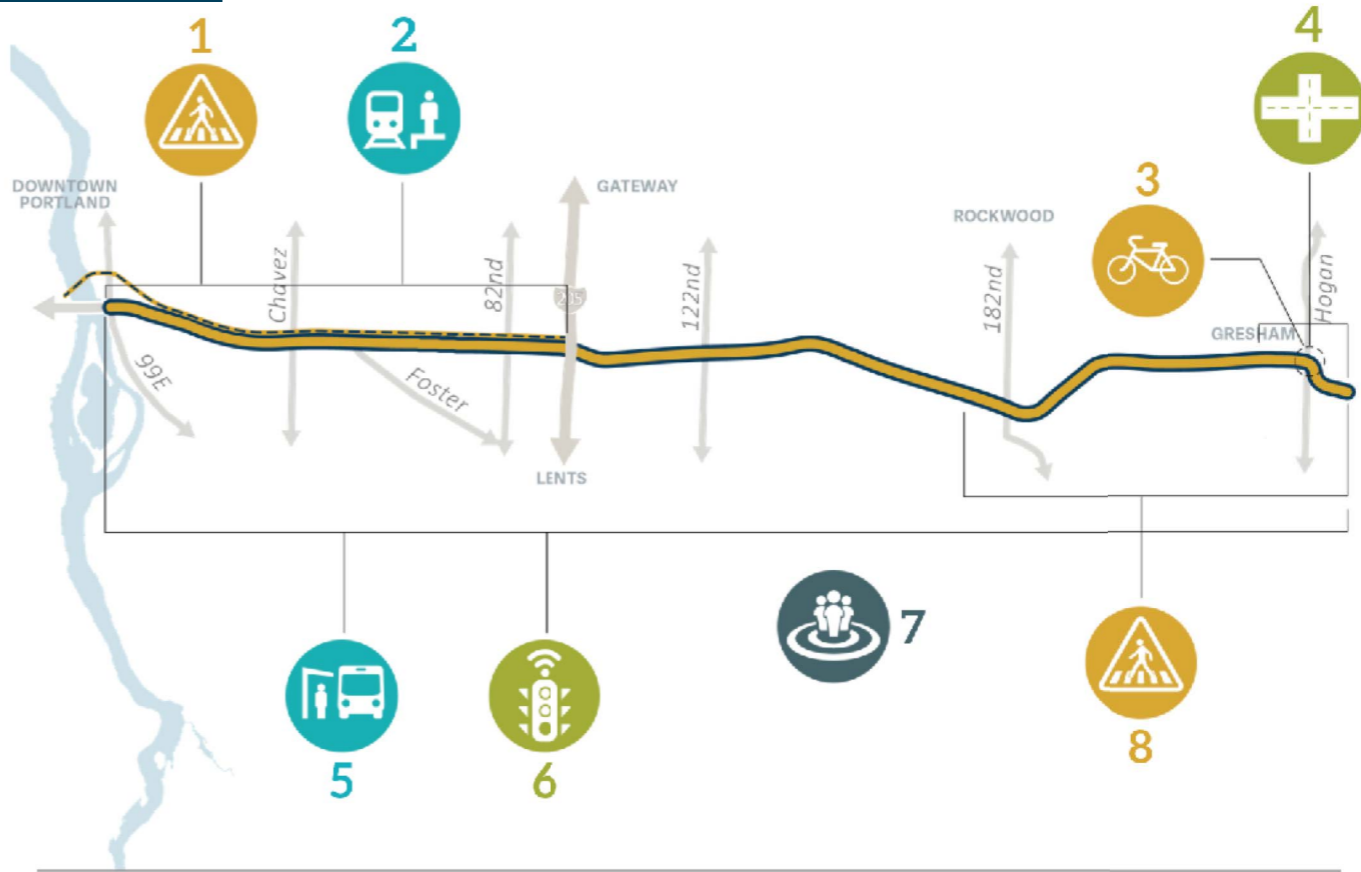 1
2
4
DOWNTOWN
PORTLAND
GATEWAY
3
ROCKWOOD
Chavez
82nd
205
122nd
182nd
Hogan
GRESHAM
99E
Foster
LENTS
7
5
6
8